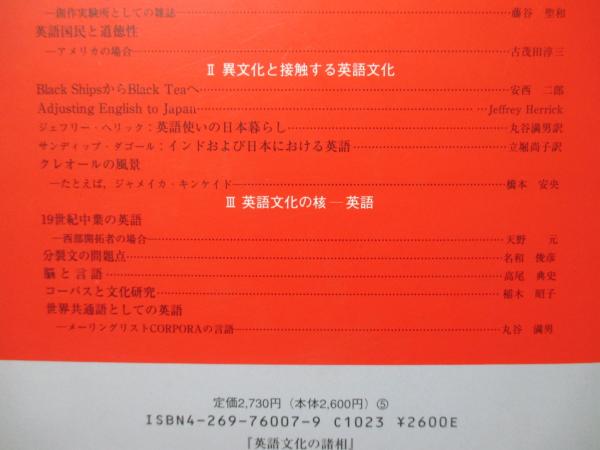 ―創作実験所としての雑誌 藤谷 聖和
英語国民と道徳性
―アメリカの場合 古茂田淳三
Ⅱ 異文化と接触する英語文化
Black ShipsからBlack Teaへ 安西 二郎
Adjusting English to Japan Jeffrey Herrick
ジェフリー・ヘリック：英語使いの日本暮らし 丸谷満男訳
サンディップ・ダゴール：インドおよび日本における英語 立堀尚子訳
クレオールの風景
―たとえば，ジャメイカ・キンケイド 橋本 安央
Ⅲ 英語文化の核 ― 英語
19世紀中葉の英語
―西部開拓者の場合 天野 元
分裂文の問題点 名和 俊彦
脳と言語 高尾 典史
コーパスと文化研究 稲木 昭子
世界共通語としての英語
―メーリングリストCORPORAの言語 丸谷 満男
定価2,730円（本体2,600円）⑤
ISBN4-269-76007-9 C1023 ¥2600E
『英語文化の諸相』